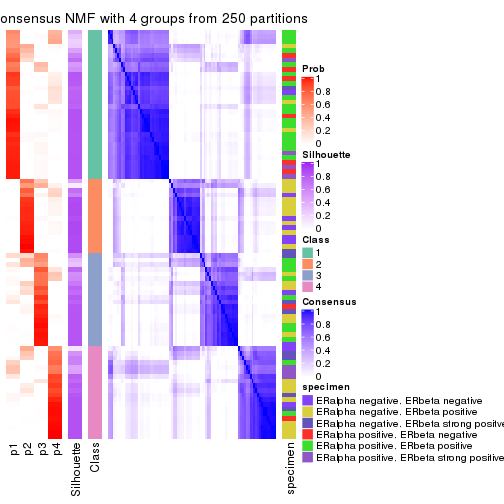 onsensus NMF with 4 groups from 250 partitions
Prob
1
0.8
0.6
0.4
0.2
0
Silhouette
1
0.8
0.6
0.4
0.2
0
Class
1
2
3
4
Consensus
1
0.8
0.6
0.4
0.2
0
specimen
ERalpha negative. ERbeta negative
ERalpha negative. ERbeta positive
ERalpha negative. ERbeta strong positive
ERalpha positive. ERbeta negative
ERalpha positive. ERbeta positive
ERalpha positive. ERbeta strong positive
p1
p2
p3
p4
Silhouette
Class
specimen